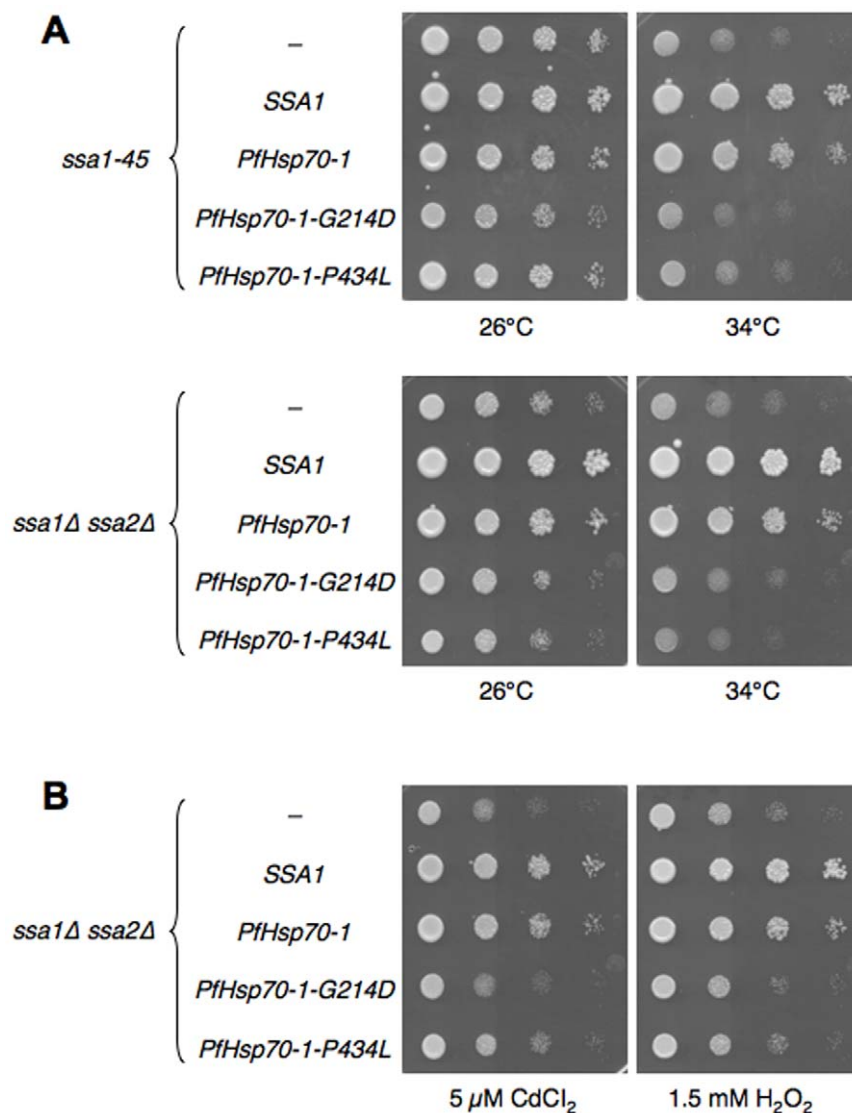 A
–
SSA1
ssa1-45
PfHsp70-1
PfHsp70-1-G214D
PfHsp70-1-P434L
26°C 34°C
–
SSA1
ssa1Δ ssa2Δ
PfHsp70-1
PfHsp70-1-G214D
PfHsp70-1-P434L
26°C 34°C
B
–
SSA1
ssa1Δ ssa2Δ
PfHsp70-1
PfHsp70-1-G214D
PfHsp70-1-P434L
5 μM CdCl₂ 1.5 mM H₂O₂